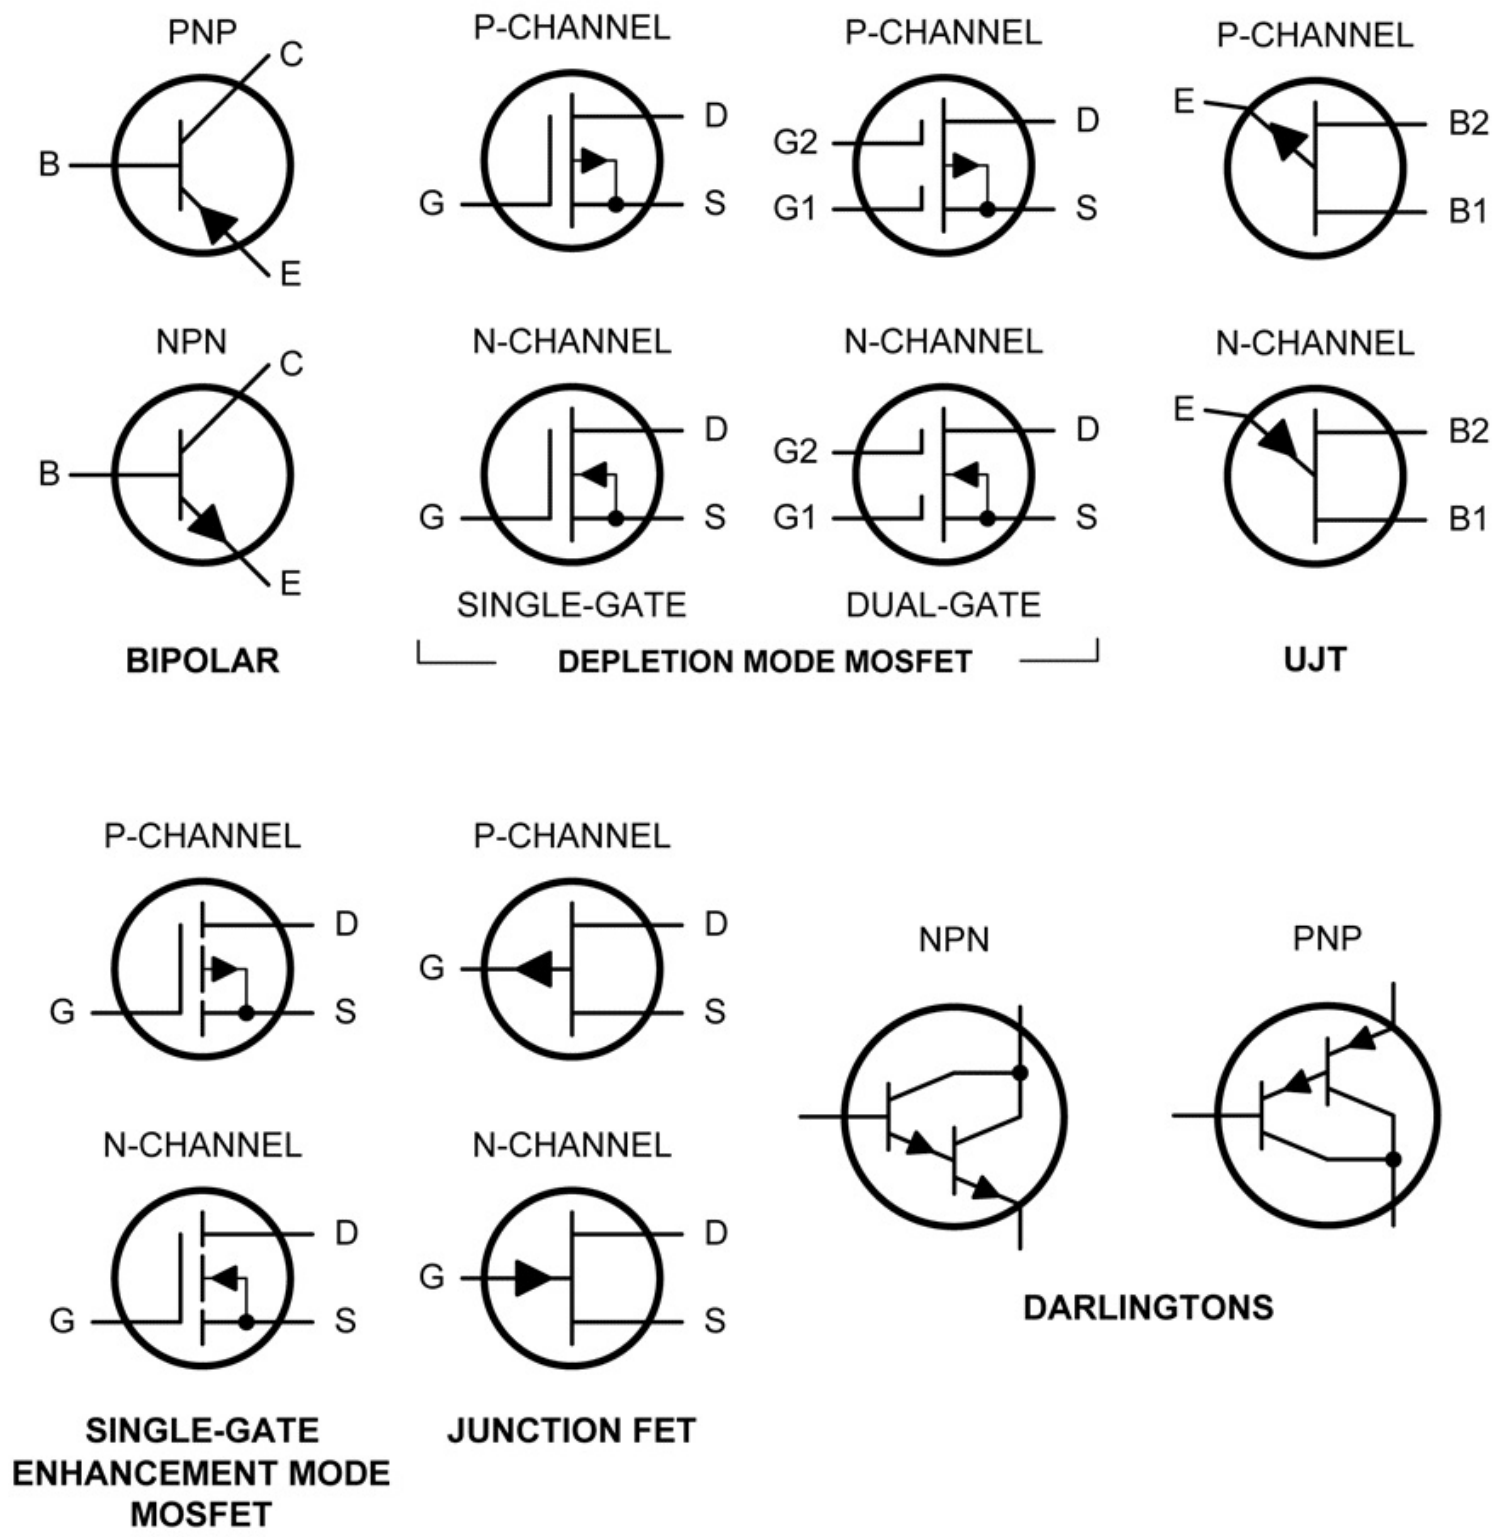 PNP
C
B
E
P-CHANNEL
D
G
S
P-CHANNEL
G2
D
G1
S
P-CHANNEL
E
B2
B1
NPN
C
B
E
N-CHANNEL
D
G
S
SINGLE-GATE
N-CHANNEL
G2
D
G1
S
DUAL-GATE
N-CHANNEL
E
B2
B1
BIPOLAR
DEPLETION MODE MOSFET
UJT
P-CHANNEL
D
G
S
P-CHANNEL
G
D
S
NPN
PNP
N-CHANNEL
D
G
S
N-CHANNEL
G
D
S
DARLINGTONS
SINGLE-GATE
ENHANCEMENT MODE
MOSFET
JUNCTION FET